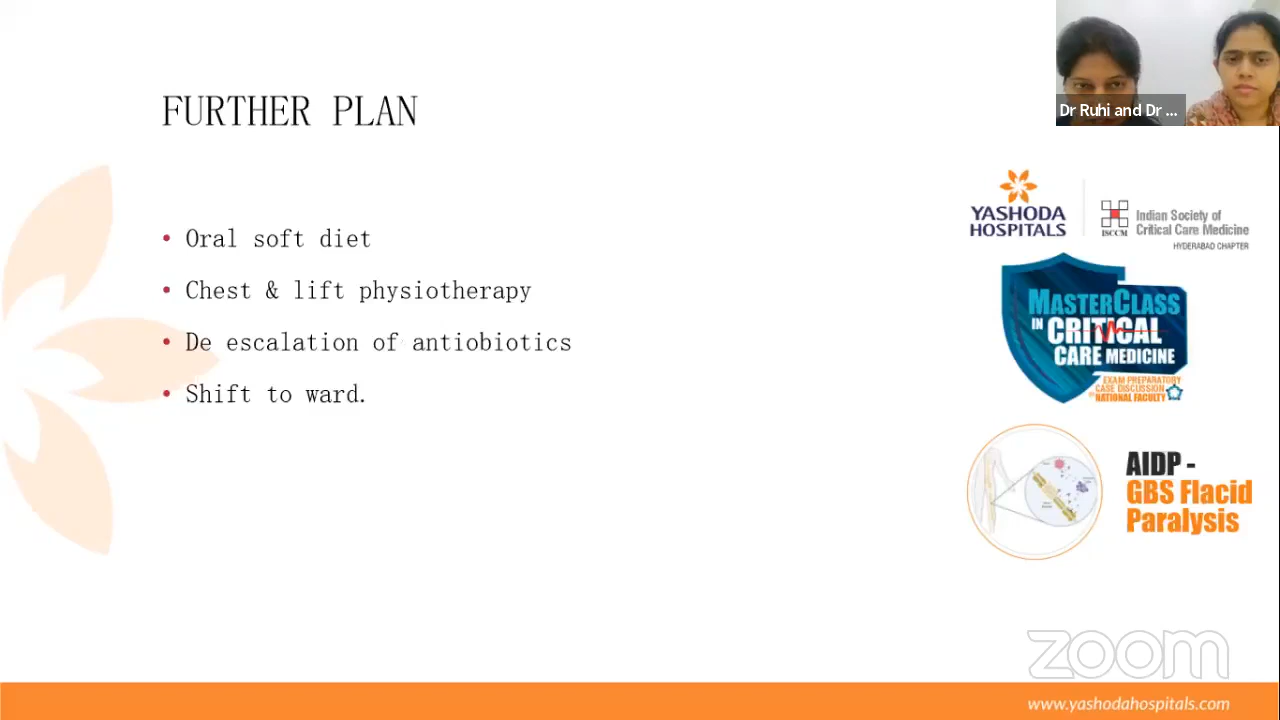 Dr Ruhi and Dr ...
FURTHER PLAN
• Oral soft diet
• Chest & lift physiotherapy
• De escalation of antiobiotics
• Shift to ward.
YASHODA
HOSPITALS
ISCCM
Indian Society of
Critical Care Medicine
HYDERABAD CHAPTER
MASTERCLASS
IN CRITICAL
CARE MEDICINE
EXAM PREPARATORY
CASE DISCUSSION
NATIONAL FACULTY
AIDP -
GBS Flacid
Paralysis
zoom
www.yashodahospitals.com